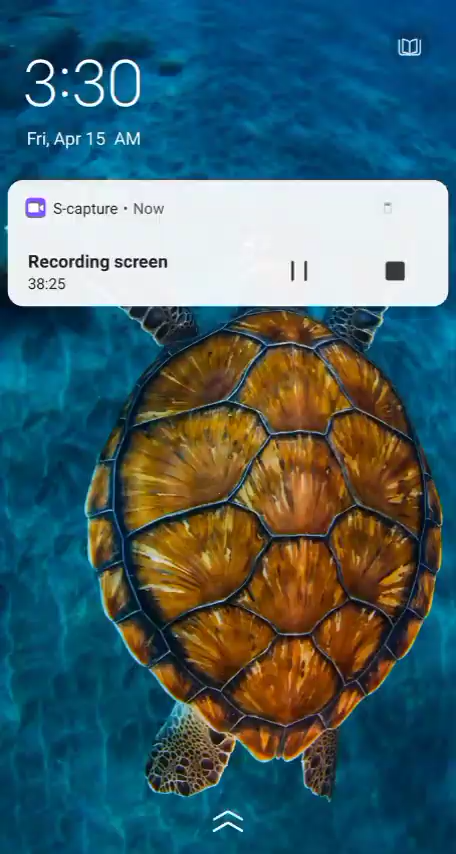 3:30
Fri, Apr 15 AM
S-capture • Now
Recording screen
38:25